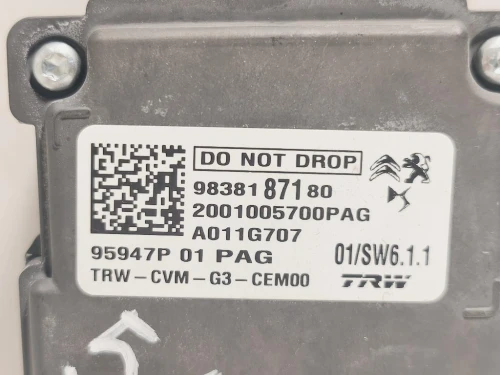 DO NOT DROP
98381 871 80
2001005700PAG
A011G707
95947P 01 PAG 01/SW6.1.1
TRW-CVM-G3-CEM00 TRW